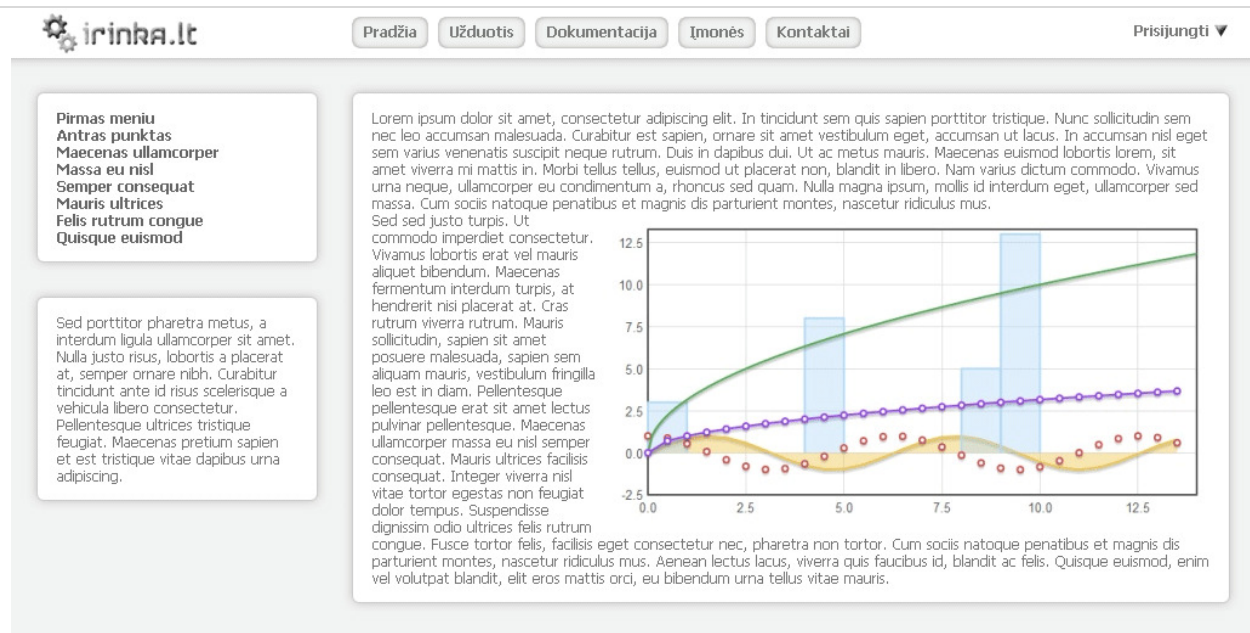 irinka.lt
Pradžia Užduotis Dokumentacija Įmonės Kontaktai
Prisijungti
Pirmas meniu
Antras punktas
Maecenas ullamcorper
Massa eu nisl
Semper consequat
Mauris ultrices
Felis rutrum congue
Quisque euismod
Sed porttitor pharetra metus, a
interdum ligula ullamcorper sit amet.
Nulla justo risus, lobortis a placerat
at, semper ornare nibh. Curabitur
tincidunt ante id risus scelerisque a
vehicula libero consectetur.
Pellentesque ultrices tristique
feugiat. Maecenas pretium sapien
et est tristique vitae dapibus urna
adipiscing.
Lorem ipsum dolor sit amet, consectetur adipiscing elit. In tincidunt sem quis sapien porttitor tristique. Nunc sollicitudin sem
nec leo accumsan malesuada. Curabitur est sapien, ornare sit amet vestibulum eget, accumsan ut lacus. In accumsan nisl eget
sem varius venenatis suscipit neque rutrum. Duis in dapibus dui. Ut ac metus mauris. Maecenas euismod lobortis lorem, sit
amet viverra mi mattis in. Morbi tellus tellus, euismod ut placerat non, blandit in libero. Nam varius dictum commodo. Vivamus
urna neque, ullamcorper eu condimentum a, rhoncus sed quam. Nulla magna ipsum, mollis id interdum eget, ullamcorper sed
massa. Cum sociis natoque penatibus et magnis dis parturient montes, nascetur ridiculus mus.
Sed sed justo turpis. Ut
commodo imperdiet consectetur.
Vivamus lobortis erat vel mauris
aliquet bibendum. Maecenas
fermentum interdum turpis, at
hendrerit nisi placerat at. Cras
rutrum viverra rutrum. Mauris
sollicitudin, sapien sit amet
posuere malesuada, sapien sem
aliquam mauris, vestibulum fringilla
leo est in diam. Pellentesque
pellentesque erat sit amet lectus
pulvinar pellentesque. Maecenas
ullamcorper massa eu nisl semper
consequat. Mauris ultrices facilisis
consequat. Integer viverra nisl
vitae tortor egestas non feugiat
dolor tempus. Suspendisse
dignissim odio ultrices felis rutrum
congue. Fusce tortor felis, facilisis eget consectetur nec, pharetra non tortor. Cum sociis natoque penatibus et magnis dis
parturient montes, nascetur ridiculus mus. Aenean lectus lacus, viverra quis faucibus id, blandit ac felis. Quisque euismod, enim
vel volutpat blandit, elit eros mattis orci, eu bibendum urna tellus vitae mauris.
12.5
10.0
7.5
5.0
2.5
0.0
-2.5
0.0 2.5 5.0 7.5 10.0 12.5